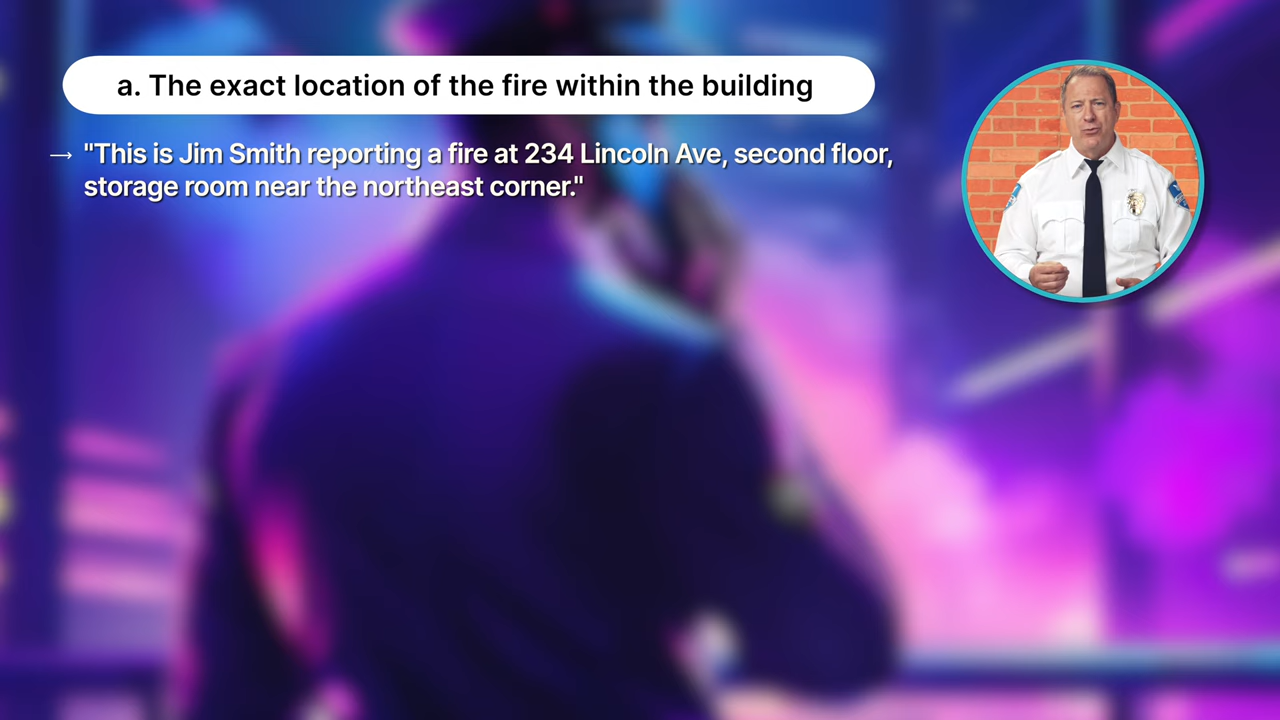 a. The exact location of the fire within the building
→ "This is Jim Smith reporting a fire at 234 Lincoln Ave, second floor,
storage room near the northeast corner."